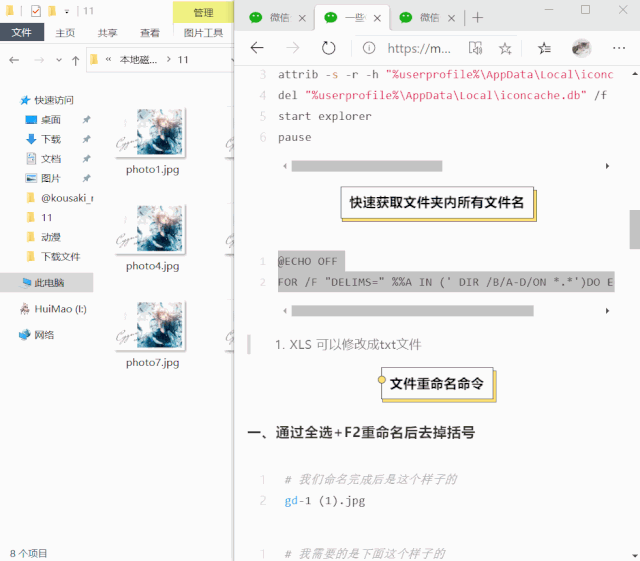 11
管理
文件
主页
共享
查看
图片工具
« 本地磁... › 11
快速访问
桌面
下载
文档
图片
@kousaki_r
11
动漫
下载文件
此电脑
HuiMao (I:)
网络
photo1.jpg
photo4.jpg
photo7.jpg
8 个项目
微信
一些
微信
https://m...
3 attrib -s -r -h "%userprofile%\AppData\Local\iconc
4 del "%userprofile%\AppData\Local\iconcache.db" /f
5 start explorer
6 pause
快速获取文件夹内所有文件名
1 @ECHO OFF
2 FOR /F "DELIMS=" %%A IN (' DIR /B/A-D/ON *.*')DO E
1. XLS 可以修改成txt文件
文件重命名命令
一、通过全选+F2重命名后去掉括号
1 # 我们命名完成后是这个样子的
2 gd-1 (1).jpg
1 # 我需要的是下面这个样子的